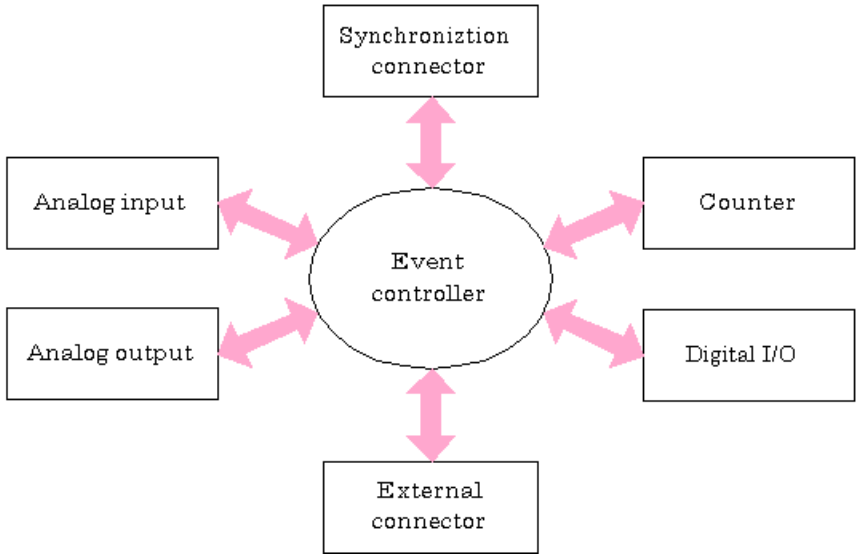 Synchroniztion
connector
Analog input
Counter
Event
controller
Analog output
Digital I/O
External
connector